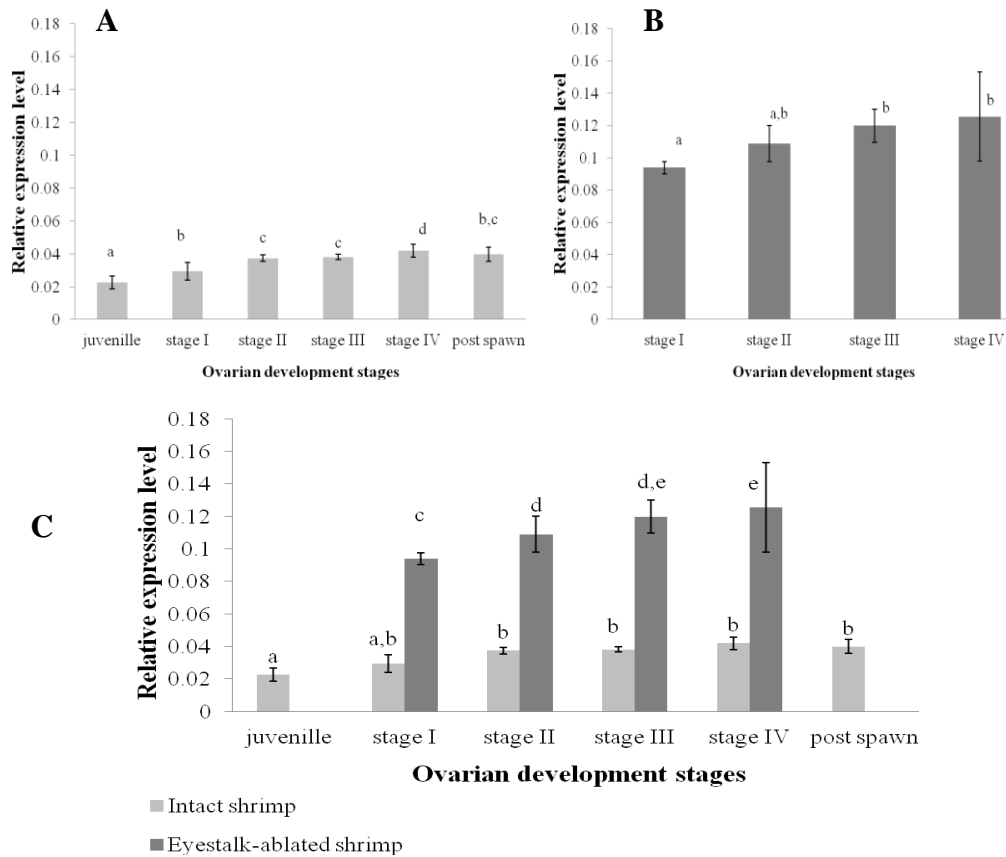 A
0.18
0.16
0.14
0.12
0.1
0.08
0.06
0.04
0.02
0
Relative expression level
a
b
c
c
d
b,c
juvenille stage I stage II stage III stage IV post spawn
Ovarian development stages
B
0.18
0.16
0.14
0.12
0.1
0.08
0.06
0.04
0.02
0
Relative expression level
a
a,b
b
b
stage I stage II stage III stage IV
Ovarian development stages
C
0.18
0.16
0.14
0.12
0.1
0.08
0.06
0.04
0.02
0
Relative expression level
a
a,b
c
b
d
b
d,e
b
e
b
juvenille stage I stage II stage III stage IV post spawn
Ovarian development stages
Intact shrimp
Eyestalk-ablated shrimp